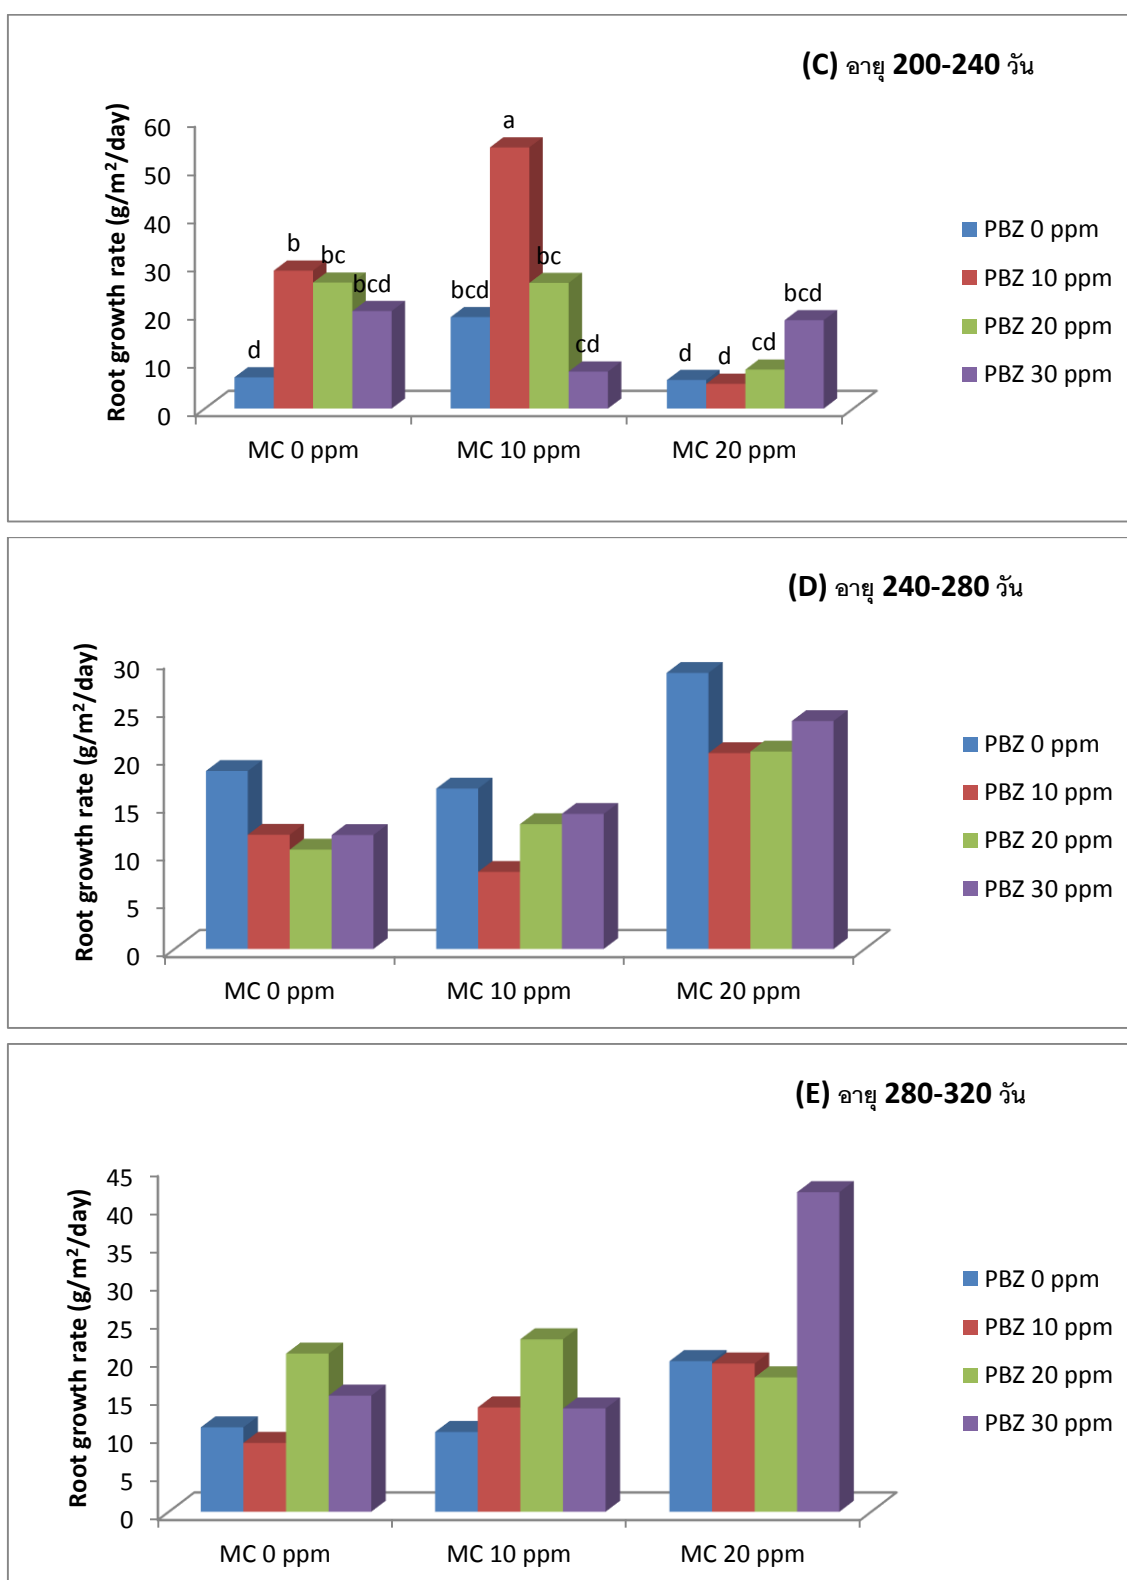 (C) อายุ 200-240 วัน
Root growth rate (g/m²/day)
60
50
40
30
20
10
0
d
b
bc
bcd
bcd
a
bc
cd
d
d
cd
bcd
MC 0 ppm
MC 10 ppm
MC 20 ppm
PBZ 0 ppm
PBZ 10 ppm
PBZ 20 ppm
PBZ 30 ppm
(D) อายุ 240-280 วัน
Root growth rate (g/m²/day)
30
25
20
15
10
5
0
MC 0 ppm
MC 10 ppm
MC 20 ppm
PBZ 0 ppm
PBZ 10 ppm
PBZ 20 ppm
PBZ 30 ppm
(E) อายุ 280-320 วัน
Root growth rate (g/m²/day)
45
40
35
30
25
20
15
10
5
0
MC 0 ppm
MC 10 ppm
MC 20 ppm
PBZ 0 ppm
PBZ 10 ppm
PBZ 20 ppm
PBZ 30 ppm